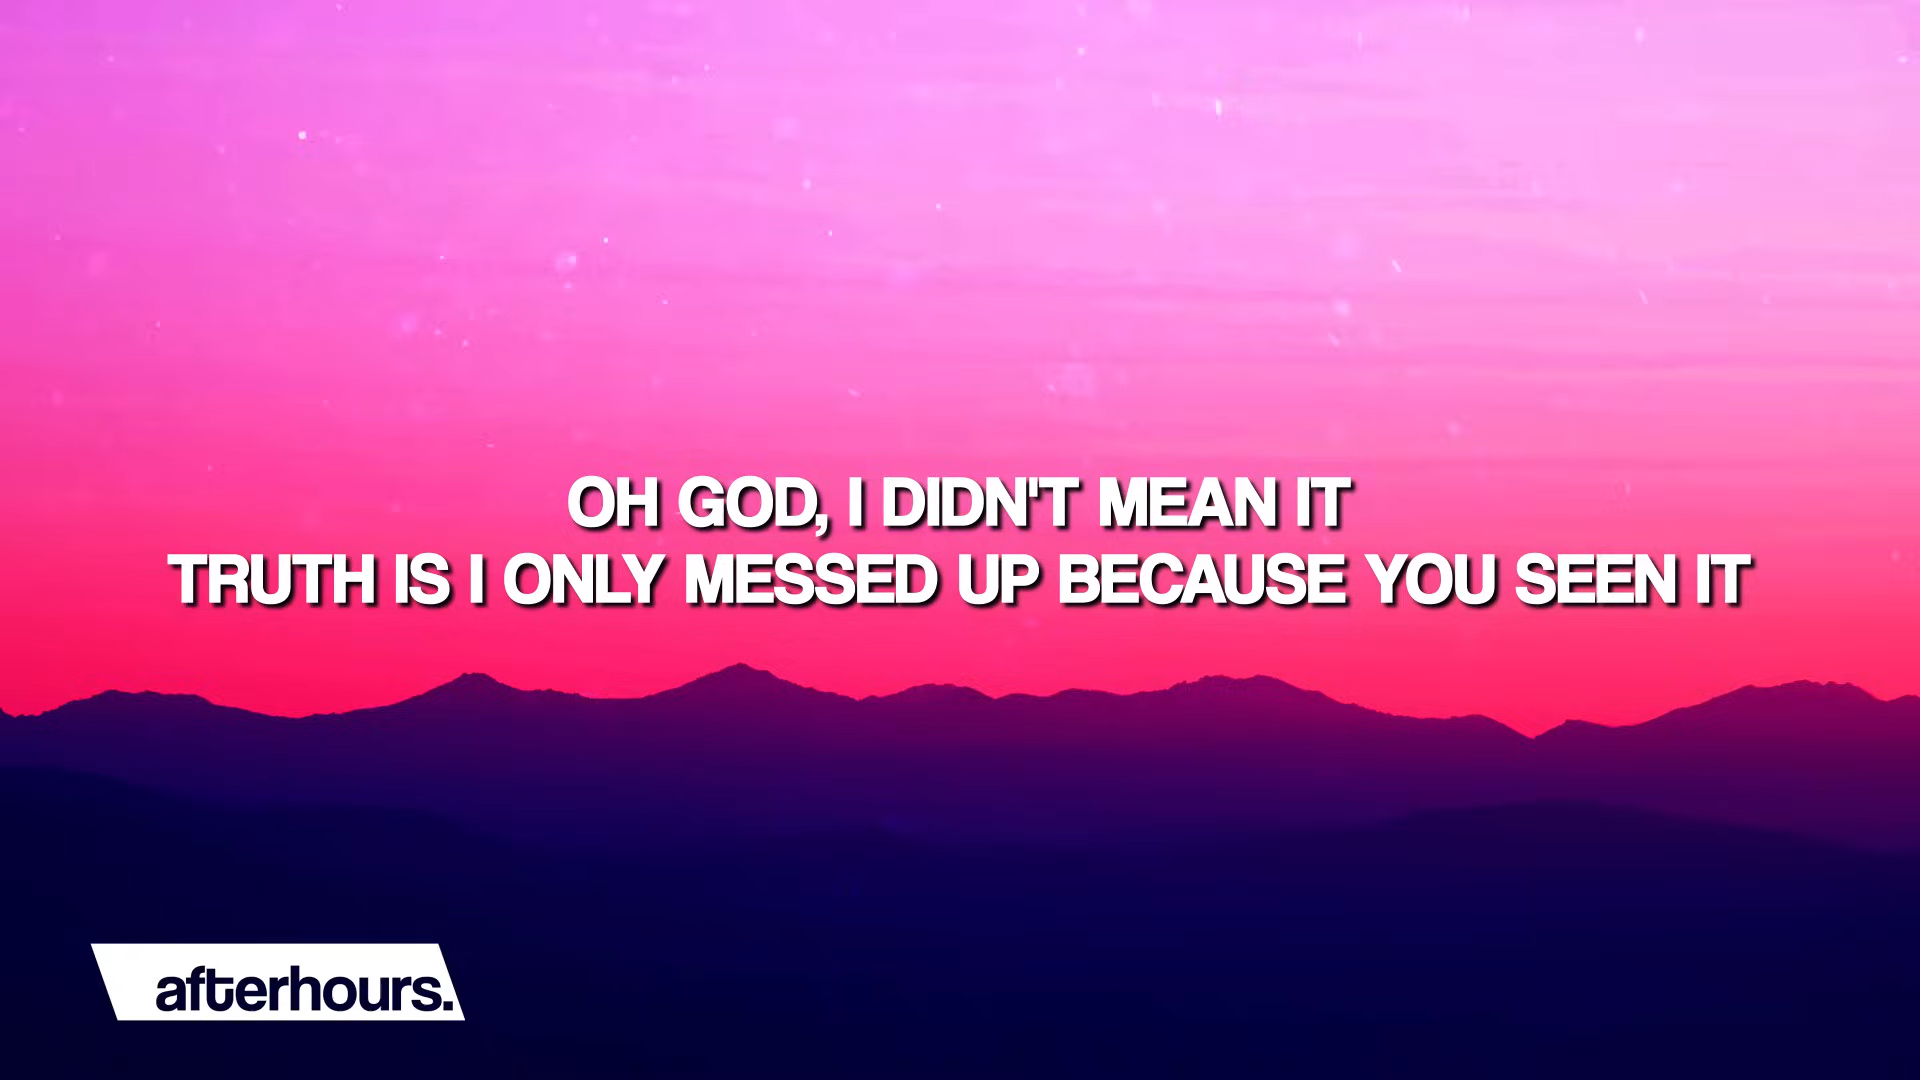 OH GOD, I DIDN'T MEAN IT
TRUTH IS I ONLY MESSED UP BECAUSE YOU SEEN IT
afterhours.